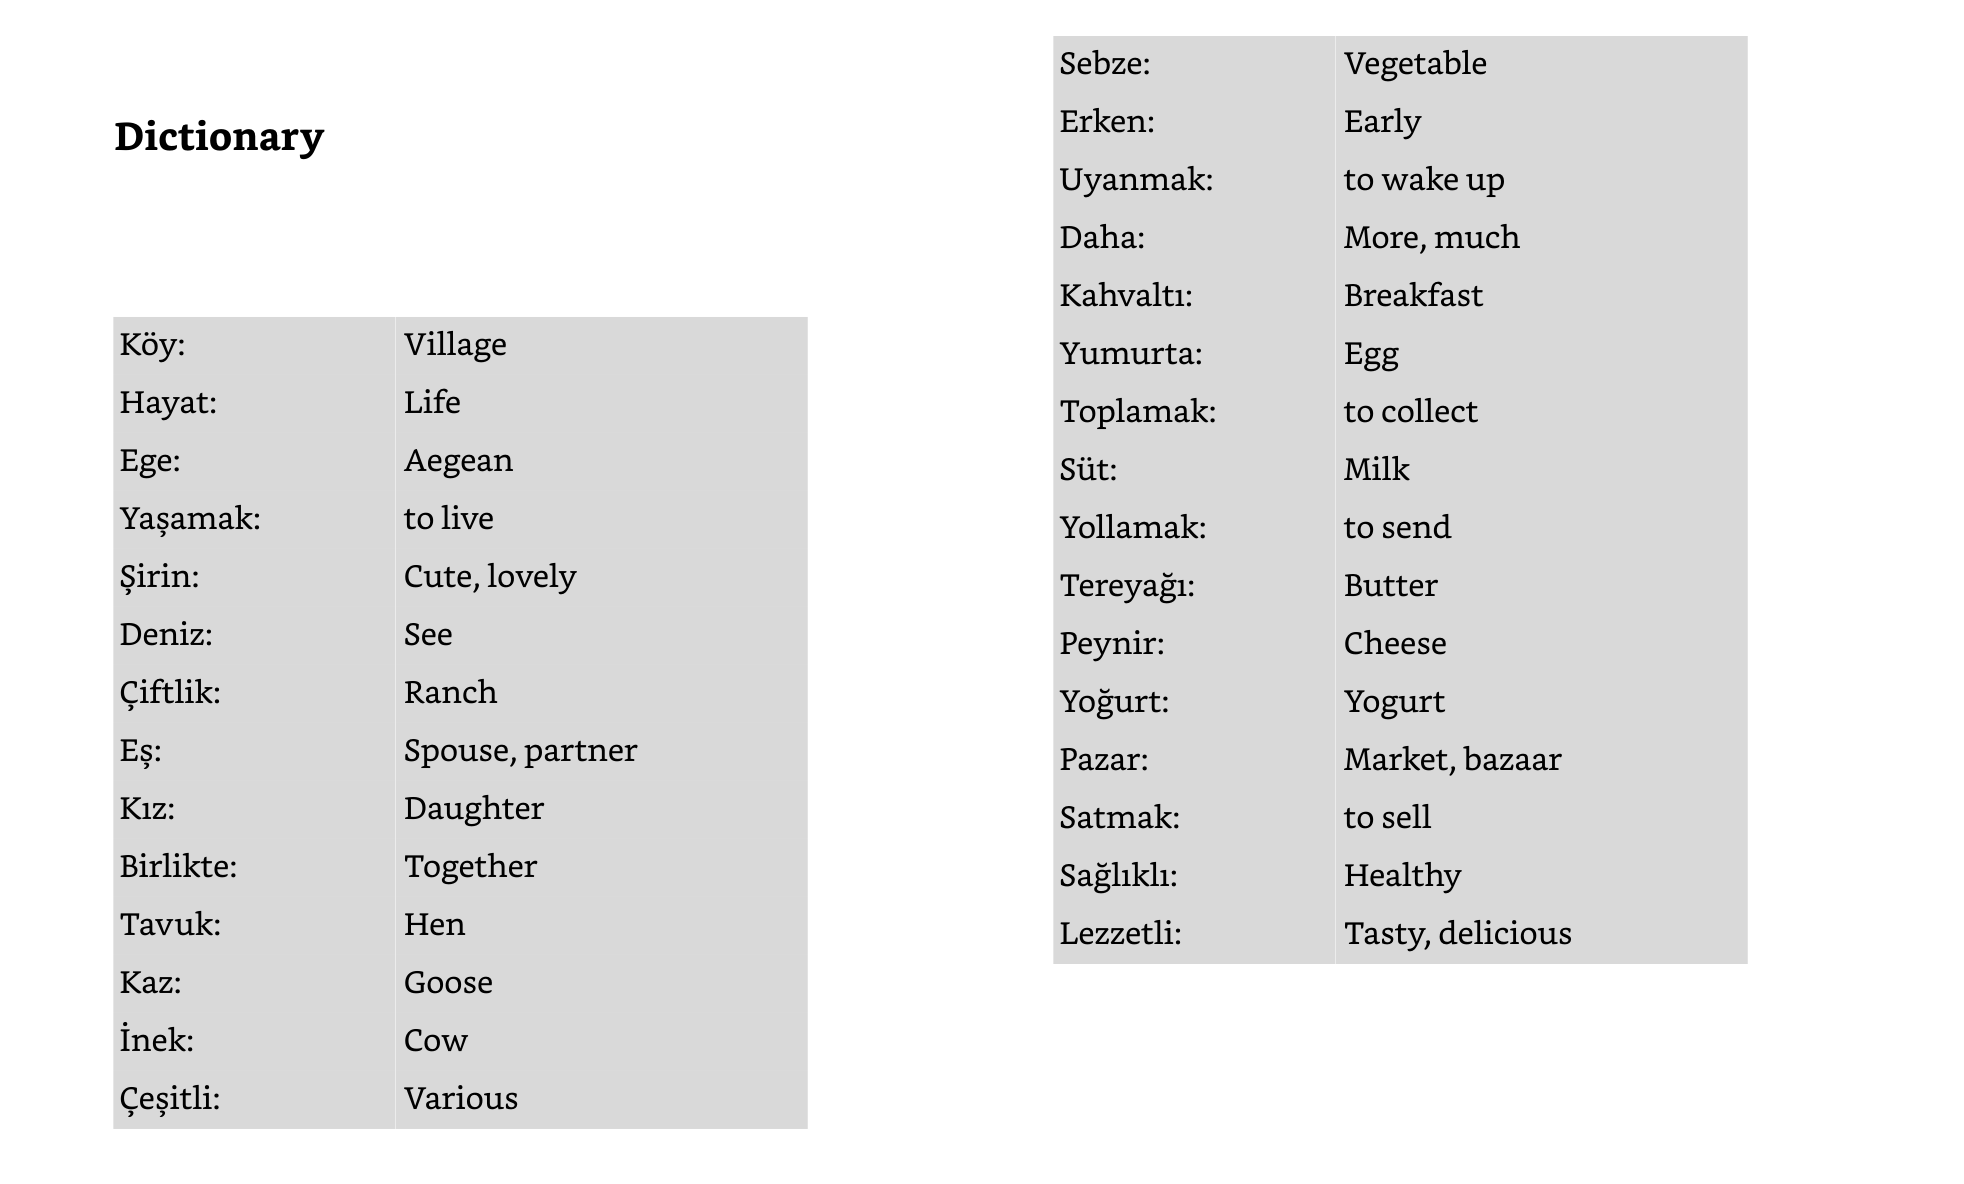 Dictionary
Köy: Village
Hayat: Life
Ege: Aegean
Yaşamak: to live
Şirin: Cute, lovely
Deniz: See
Çiftlik: Ranch
Eş: Spouse, partner
Kız: Daughter
Birlikte: Together
Tavuk: Hen
Kaz: Goose
İnek: Cow
Çeşitli: Various
Sebze: Vegetable
Erken: Early
Uyanmak: to wake up
Daha: More, much
Kahvaltı: Breakfast
Yumurta: Egg
Toplamak: to collect
Süt: Milk
Yollamak: to send
Tereyağı: Butter
Peynir: Cheese
Yoğurt: Yogurt
Pazar: Market, bazaar
Satmak: to sell
Sağlıklı: Healthy
Lezzetli: Tasty, delicious